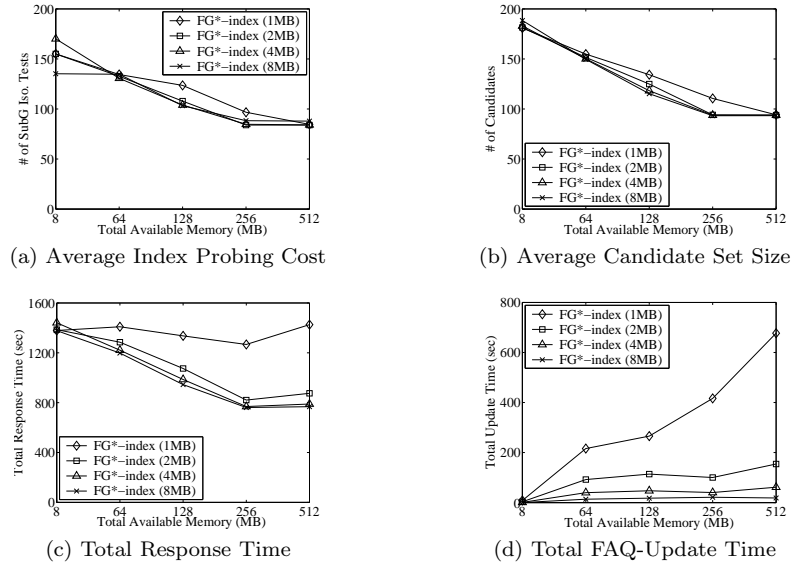 200
150
100
50
0
# of SubG Iso. Tests
FG*−index (1MB)
FG*−index (2MB)
FG*−index (4MB)
FG*−index (8MB)
8 64 128 256 512
Total Available Memory (MB)
(a) Average Index Probing Cost
200
150
100
50
0
# of Candidates
FG*−index (1MB)
FG*−index (2MB)
FG*−index (4MB)
FG*−index (8MB)
8 64 128 256 512
Total Available Memory (MB)
(b) Average Candidate Set Size
1600
1200
800
400
0
Total Response Time (sec)
FG*−index (1MB)
FG*−index (2MB)
FG*−index (4MB)
FG*−index (8MB)
8 64 128 256 512
Total Available Memory (MB)
(c) Total Response Time
800
600
400
200
0
Total Update Time (sec)
FG*−index (1MB)
FG*−index (2MB)
FG*−index (4MB)
FG*−index (8MB)
8 64 128 256 512
Total Available Memory (MB)
(d) Total FAQ-Update Time